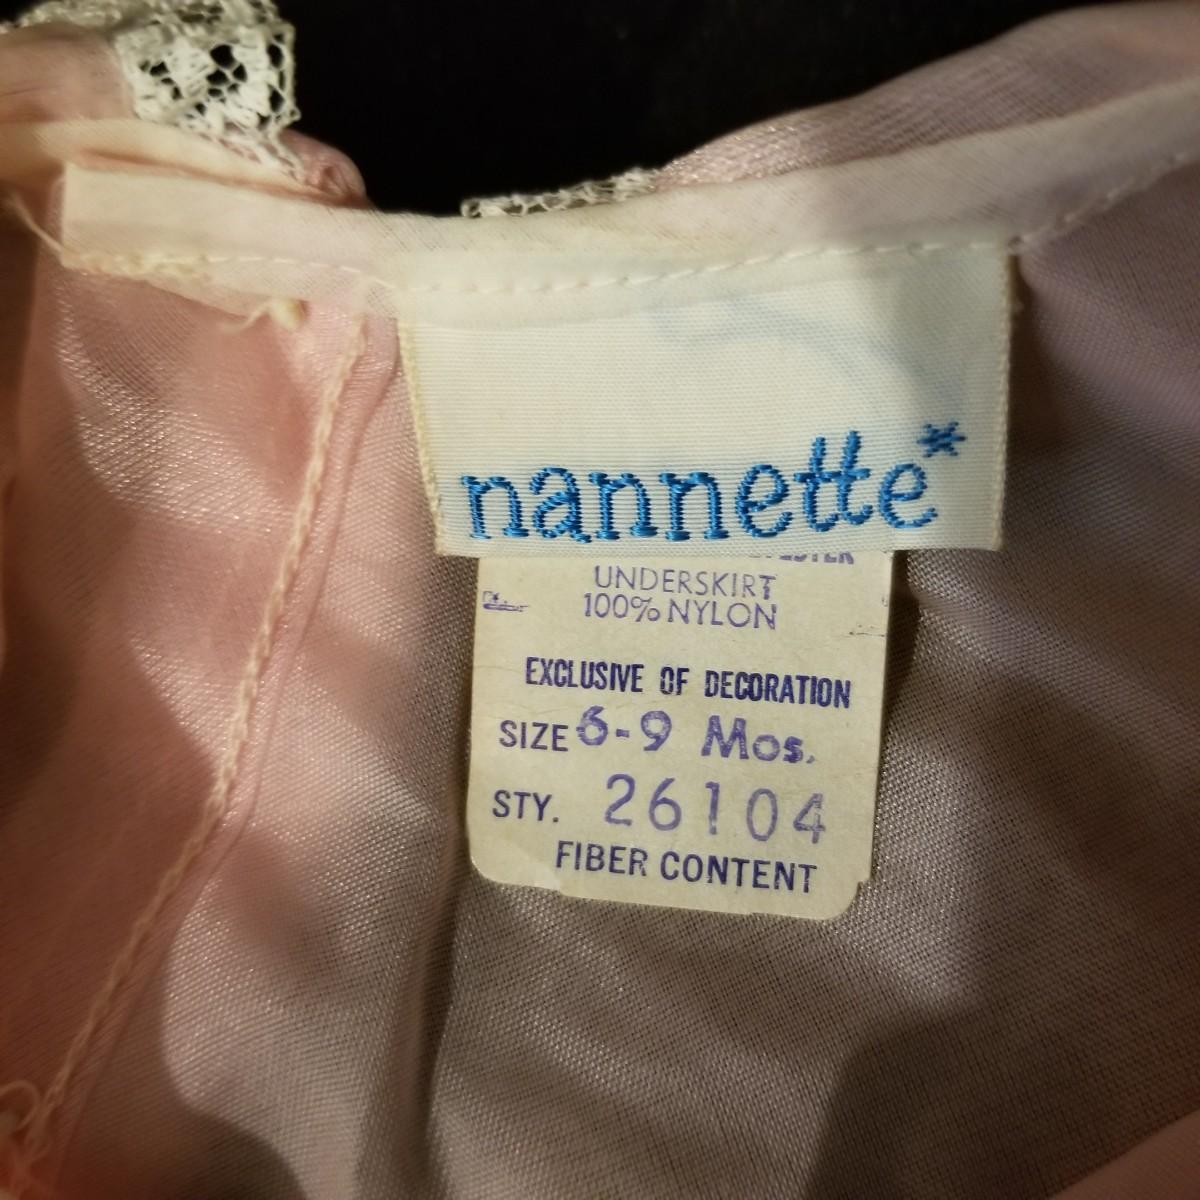 nannette*
UNDERSKIRT
100% NYLON
EXCLUSIVE OF DECORATION
SIZE 6-9 Mos.
STY. 26104
FIBER CONTENT